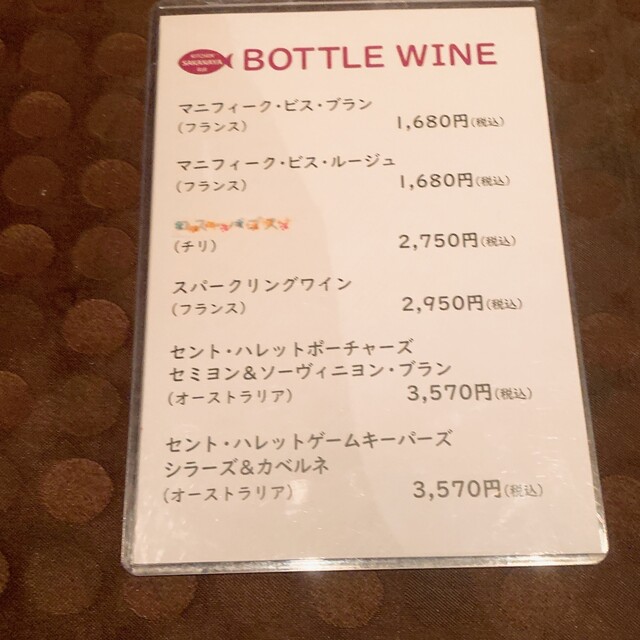 KITCHEN
SAKANAYA
BOTTLE WINE
マニフィーク・ビス・ブラン
(フランス) 1,680円(税込)
マニフィーク・ビス・ルージュ
(フランス) 1,680円(税込)
(チリ) 2,750円(税込)
スパークリングワイン
(フランス) 2,950円(税込)
セント・ハレットポーチャーズ
セミヨン&ソーヴィニヨン・ブラン
(オーストラリア) 3,570円(税込)
セント・ハレットゲームキーパーズ
シラーズ&カベルネ
(オーストラリア) 3,570円(税込)